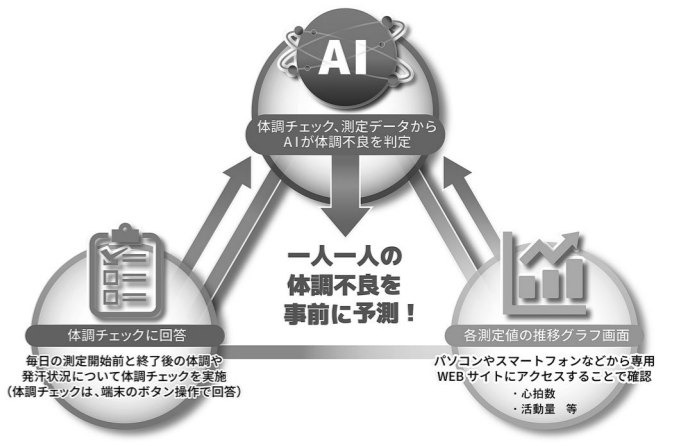 AI
体調チェック、測定データから
AIが体調不良を判定
一人一人の
体調不良を
事前に予測！
体調チェックに回答
毎日の測定開始前と終了後の体調や
発汗状況について体調チェックを実施
（体調チェックは、端末のボタン操作で回答）
各測定値の推移グラフ画面
パソコンやスマートフォンなどから専用
WEBサイトにアクセスすることで確認
・心拍数
・活動量　等